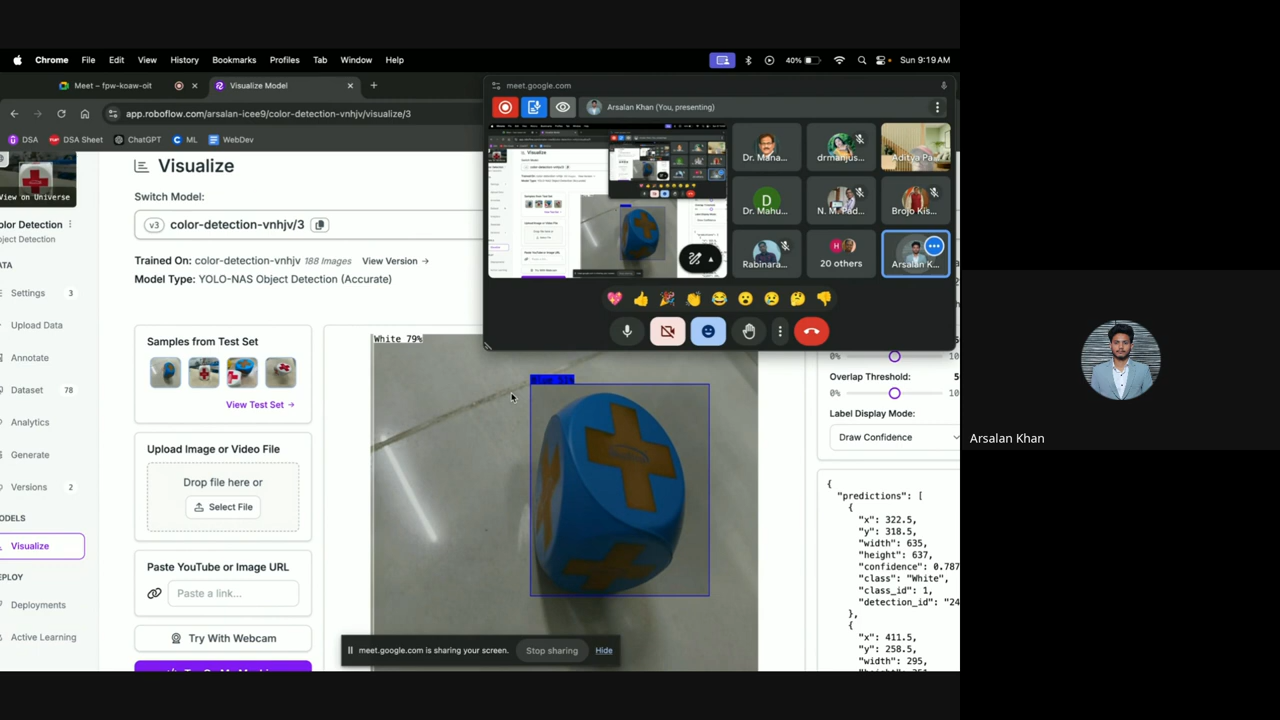 Chrome File Edit View History Bookmarks Profiles Tab Window Help
40% Sun 9:19 AM
Meet – fpw-koaw-oit
Visualize Model
app.roboflow.com/arsalan-icee9/color-detection-vnhjv/visualize/3
DSA
DSA Sheet
ChatGPT
ML
WebDev
meet.google.com
Arsalan Khan (You, presenting)
Dr. Mana...
drmanjus...
Aditya Pa...
Dr. Mahu...
N. M. Nid...
Brojo Kis...
Rabina...
20 others
Arsalan K...
View on Universe
olor Detection
bject Detection
ATA
Settings 3
Upload Data
Annotate
Dataset 78
Analytics
Generate
Versions 2
ODELS
Visualize
EPLOY
Deployments
Active Learning
Visualize
Switch Model:
v3 color-detection-vnhjv/3
Trained On: color-detection-vnhjv 188 Images View Version →
Model Type: YOLO-NAS Object Detection (Accurate)
Samples from Test Set
View Test Set →
Upload Image or Video File
Drop file here or
Select File
Paste YouTube or Image URL
Paste a link...
Try With Webcam
White 79%
Overlap Threshold: 5
Label Display Mode:
Draw Confidence
{
"predictions": [
{
"x": 322.5,
"y": 318.5,
"width": 635,
"height": 637,
"confidence": 0.787
"class": "White",
"class_id": 1,
"detection_id": "24
},
{
"x": 411.5,
"y": 258.5,
"width": 295,
meet.google.com is sharing your screen.
Stop sharing
Hide
Arsalan Khan